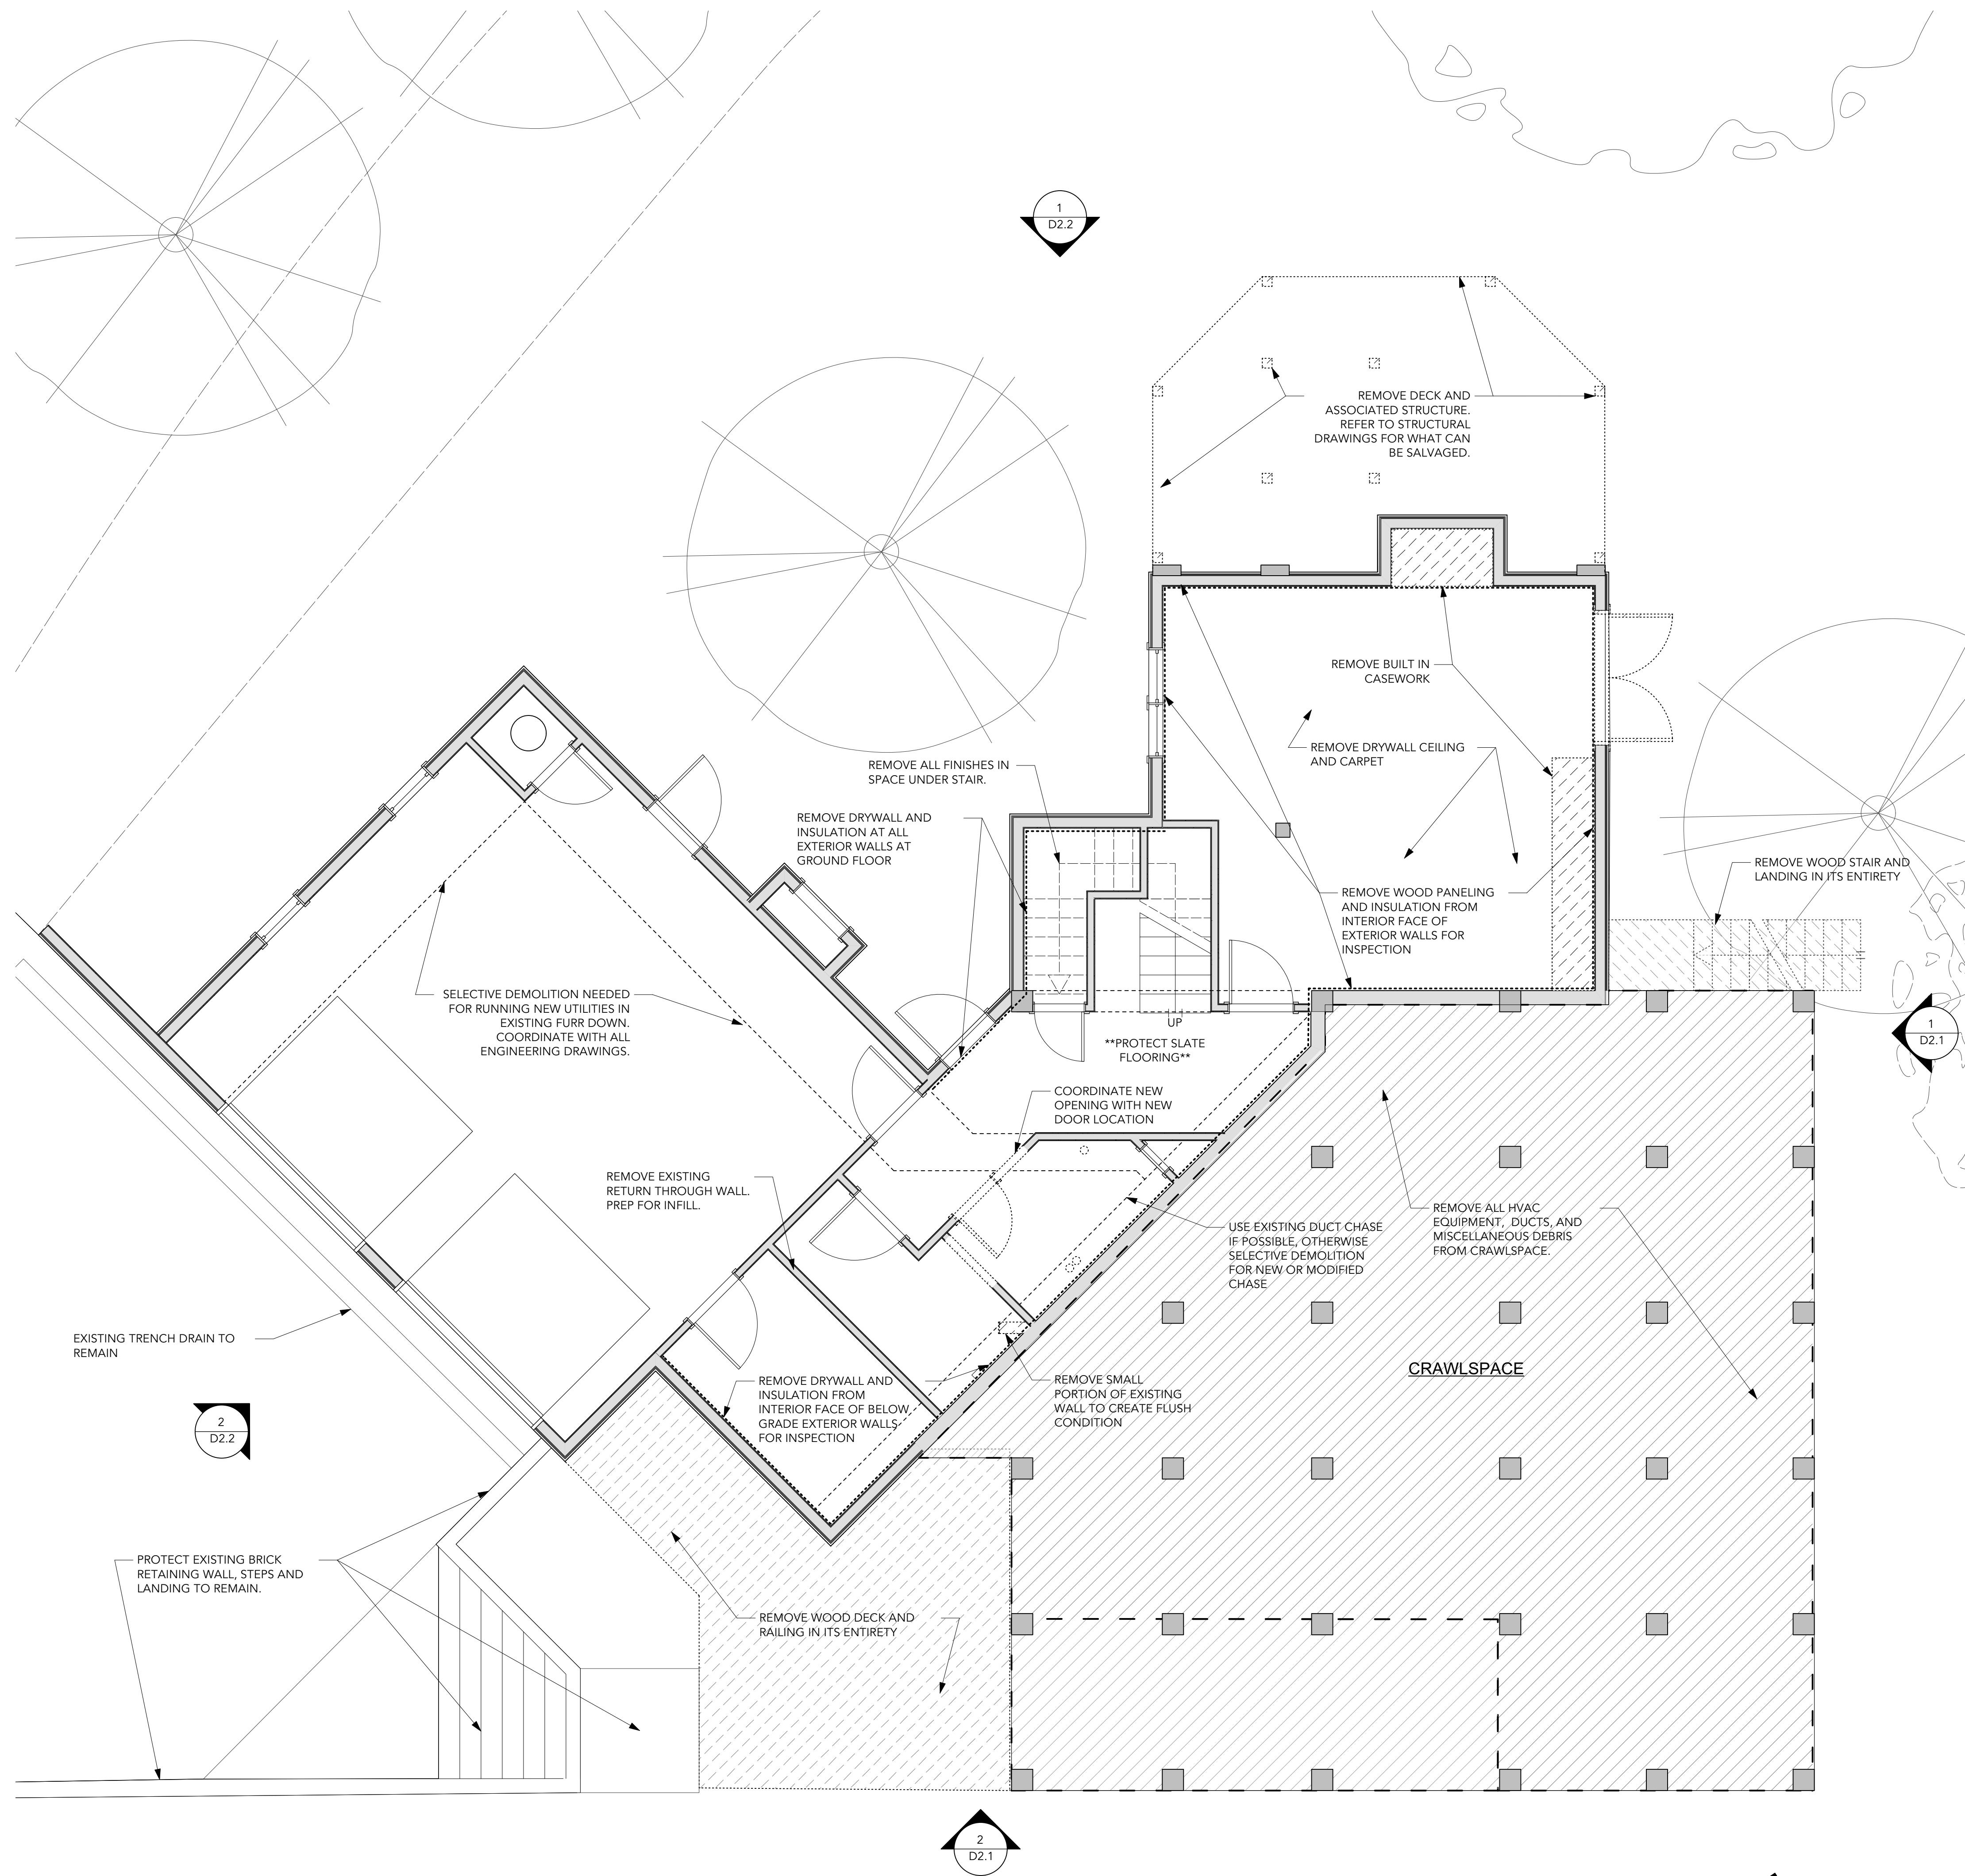 1
D2.2
REMOVE DECK AND
ASSOCIATED STRUCTURE.
REFER TO STRUCTURAL
DRAWINGS FOR WHAT CAN
BE SALVAGED.
REMOVE BUILT IN
CASEWORK
REMOVE DRYWALL CEILING
AND CARPET
REMOVE ALL FINISHES IN
SPACE UNDER STAIR.
REMOVE DRYWALL AND
INSULATION AT ALL
EXTERIOR WALLS AT
GROUND FLOOR
REMOVE WOOD STAIR AND
LANDING IN ITS ENTIRETY
REMOVE WOOD PANELING
AND INSULATION FROM
INTERIOR FACE OF
EXTERIOR WALLS FOR
INSPECTION
SELECTIVE DEMOLITION NEEDED
FOR RUNNING NEW UTILITIES IN
EXISTING FURR DOWN.
COORDINATE WITH ALL
ENGINEERING DRAWINGS.
UP
**PROTECT SLATE
FLOORING**
1
D2.1
COORDINATE NEW
OPENING WITH NEW
DOOR LOCATION
REMOVE EXISTING
RETURN THROUGH WALL.
PREP FOR INFILL.
USE EXISTING DUCT CHASE
IF POSSIBLE, OTHERWISE
SELECTIVE DEMOLITION
FOR NEW OR MODIFIED
CHASE
REMOVE ALL HVAC
EQUIPMENT, DUCTS, AND
MISCELLANEOUS DEBRIS
FROM CRAWLSPACE.
EXISTING TRENCH DRAIN TO
REMAIN
CRAWLSPACE
REMOVE DRYWALL AND
INSULATION FROM
INTERIOR FACE OF BELOW
GRADE EXTERIOR WALLS
FOR INSPECTION
REMOVE SMALL
PORTION OF EXISTING
WALL TO CREATE FLUSH
CONDITION
2
D2.2
PROTECT EXISTING BRICK
RETAINING WALL, STEPS AND
LANDING TO REMAIN.
REMOVE WOOD DECK AND
RAILING IN ITS ENTIRETY
2
D2.1